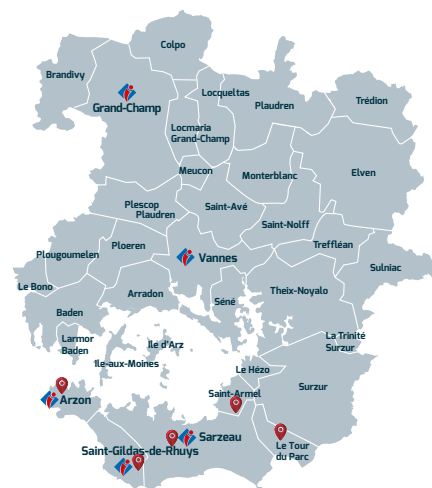 Colpo
Brandivy
Grand-Champ
Locqueltas
Plaudren
Trédion
Locmaria
Grand-Champ
Meucon
Monterblanc
Elven
Plescop
Plaudren
Saint-Avé
Saint-Nolff
Ploeren
Treffléan
Plougoumelen
Vannes
Sulniac
Le Bono
Arradon
Séné
Theix-Noyalo
Baden
La Trinité
Surzur
Larmor
Baden
Ile d'Arz
Ile-aux-Moines
Le Hézo
Surzur
Saint-Armel
Arzon
Sarzeau
Saint-Gildas-de-Rhuys
Le Tour
du Parc